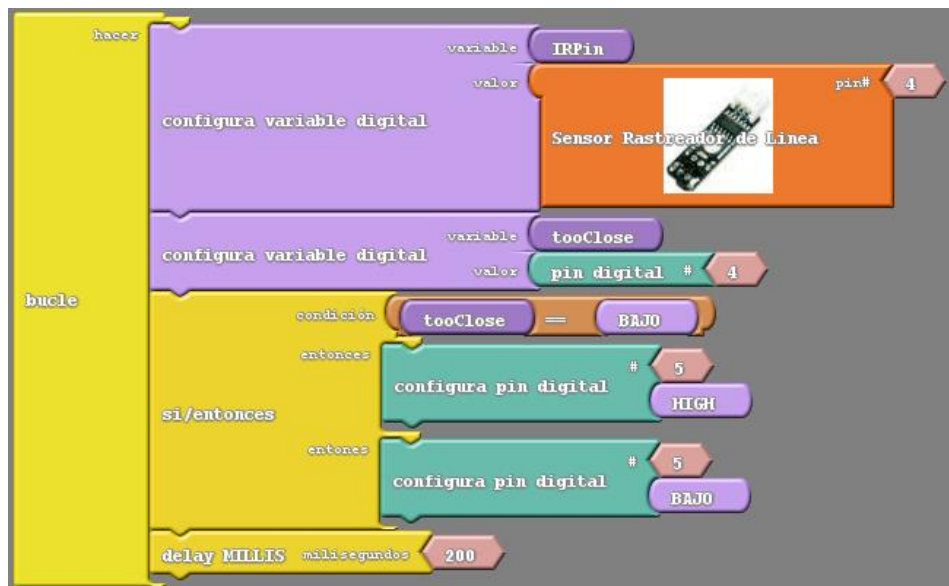 bucle
hacer
configura variable digital
variable
IRPin
valor
Sensor Rastreador de Linea
pin#
4
configura variable digital
variable
tooClose
valor
pin digital
#
4
si/entonces
condición
tooClose
==
BAJO
entonces
configura pin digital
#
5
HIGH
entones
configura pin digital
#
5
BAJO
delay MILLIS
milisegundos
200